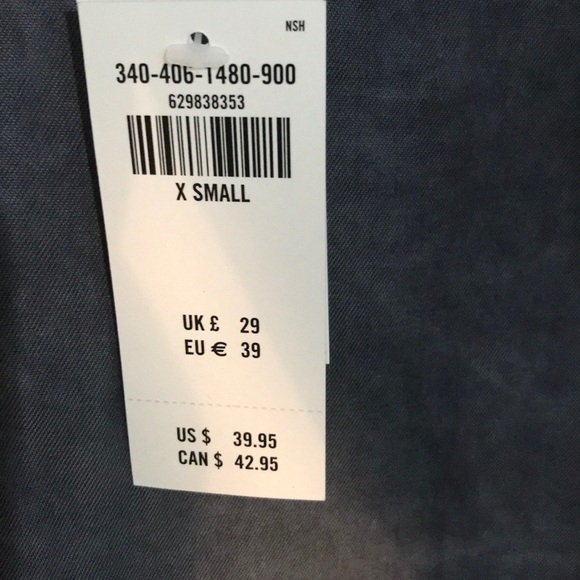 NSH
340-406-1480-900
629838353
X SMALL
UK £ 29
EU € 39
US $ 39.95
CAN $ 42.95